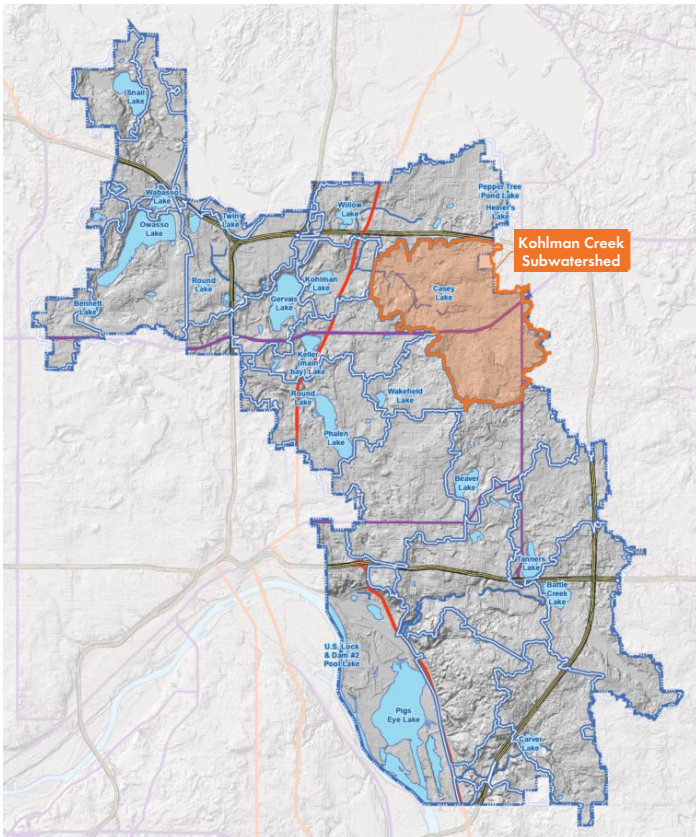 Snail
Lake
Wabasso
Lake
Owasso
Lake
Twin
Lake
Willow
Lake
Pepper Tree
Pond Lake
Heiner's
Lake
Kohlman Creek
Subwatershed
Round
Lake
Kohlman
Lake
Gervais
Lake
Casey
Lake
Bennett
Lake
Keller
(main
bay) Lake
Round
Lake
Wakefield
Lake
Phalen
Lake
Beaver
Lake
Tanners
Lake
Battle
Creek
Lake
U.S. Lock
& Dam #2
Pool Lake
Pigs
Eye Lake
Carver
Lake